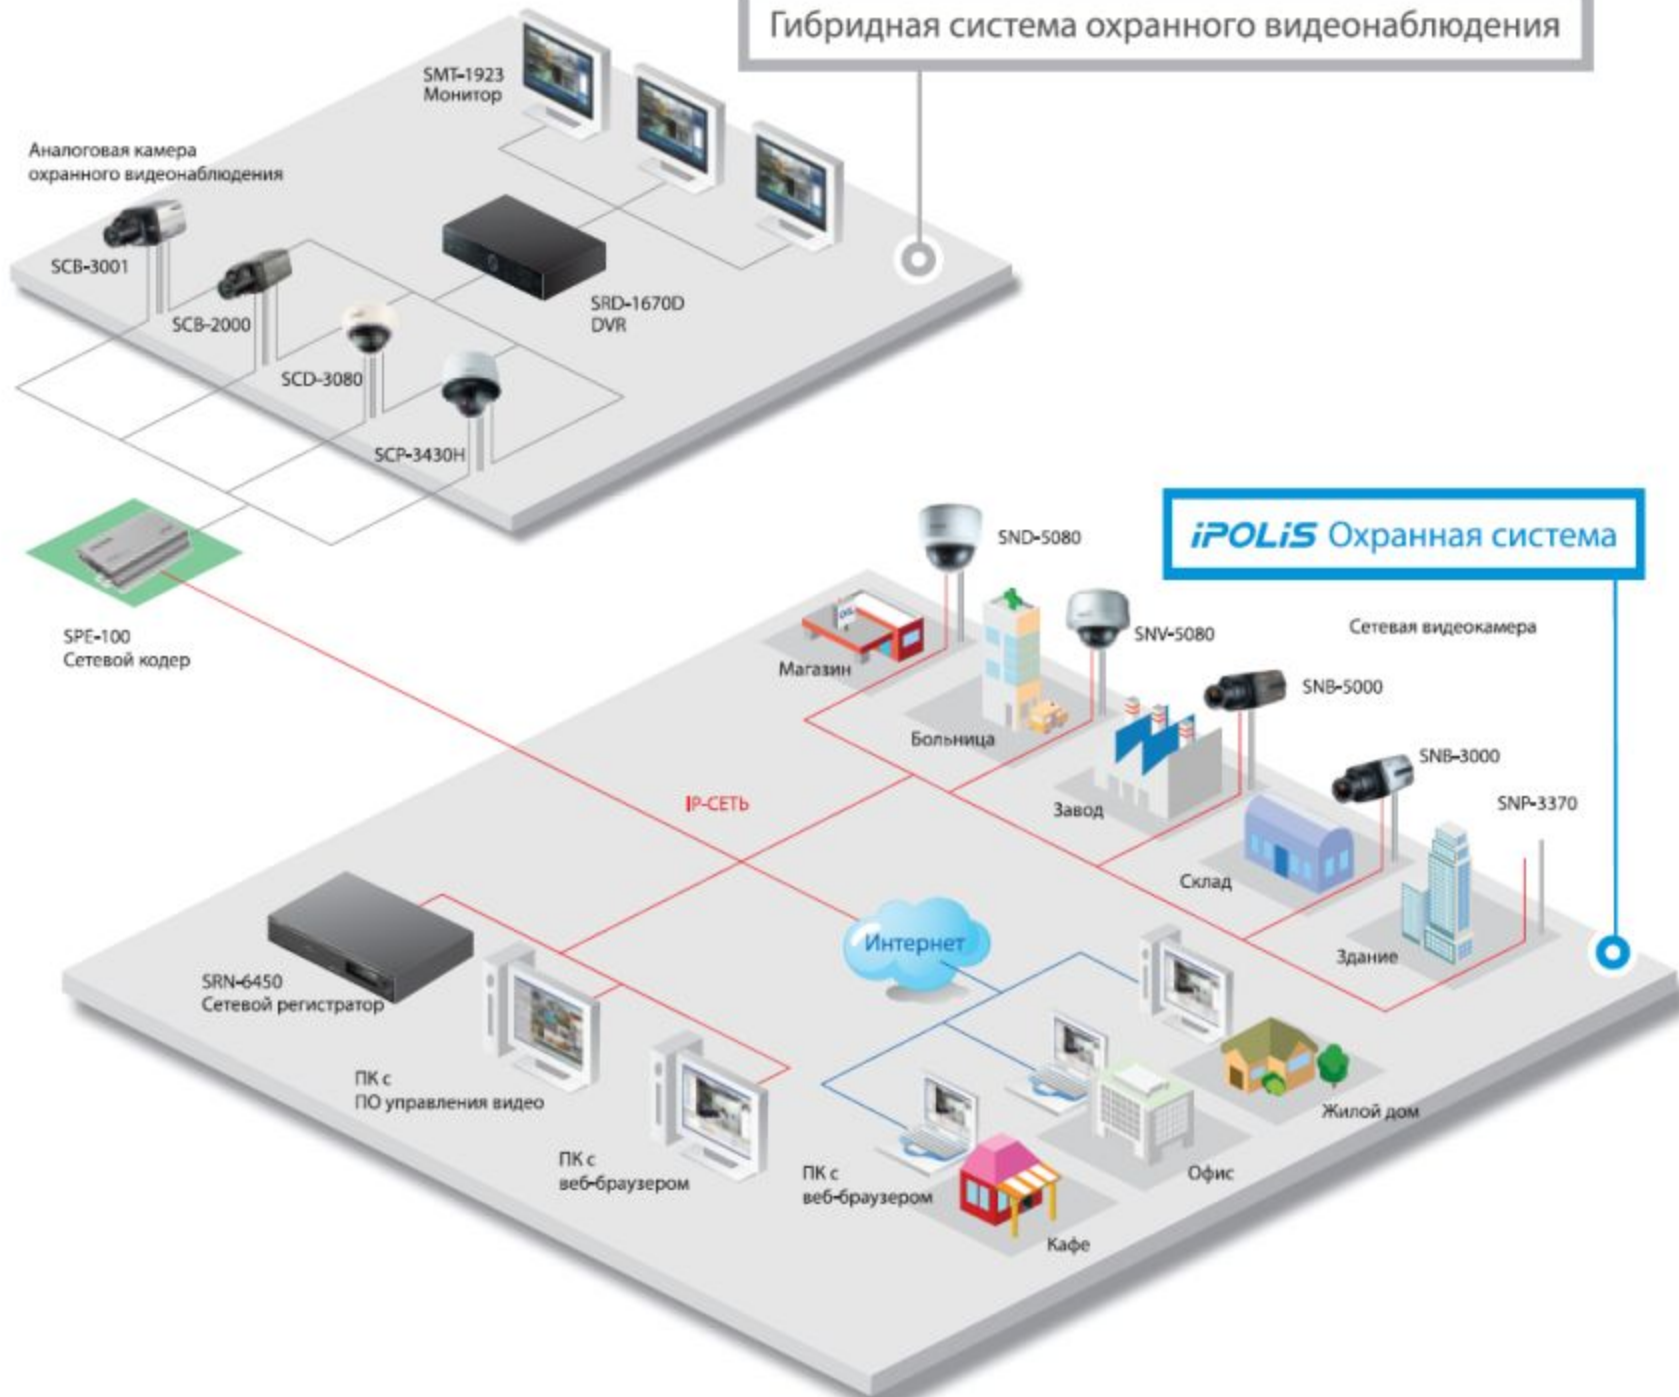 Гибридная система охранного видеонаблюдения
SMT-1923
Монитор
Аналоговая камера
охранного видеонаблюдения
SCB-3001
SCB-2000
SRD-1670D
DVR
SCD-3080
SCP-3430H
iPOLiS Охранная система
SND-5080
SPE-100
Сетевой кодер
SNV-5080
Сетевая видеокамера
Магазин
SNB-5000
Больница
SNB-3000
IP-СЕТЬ
Завод
SNP-3370
Склад
Интернет
Здание
SRN-6450
Сетевой регистратор
ПК с
ПО управления видео
Жилой дом
ПК с
веб-браузером
ПК с
веб-браузером
Офис
Кафе